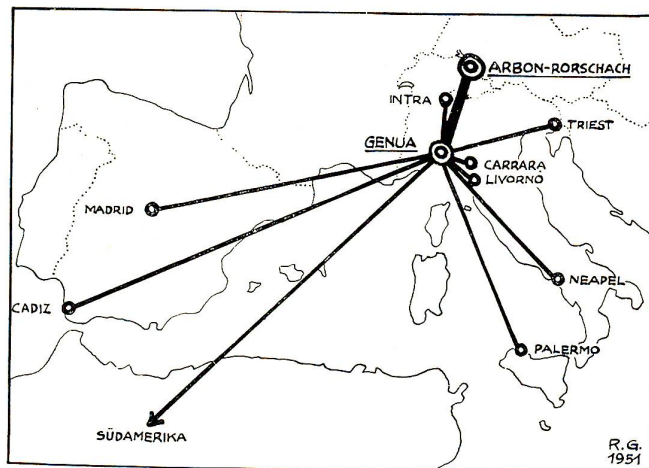 ARBON-RORSCHACH
INTRA
TRIEST
GENUA
CARRARA
LIVORNO
MADRID
NEAPEL
CADIZ
PALERMO
SÜDAMERIKA
R.G.
1951